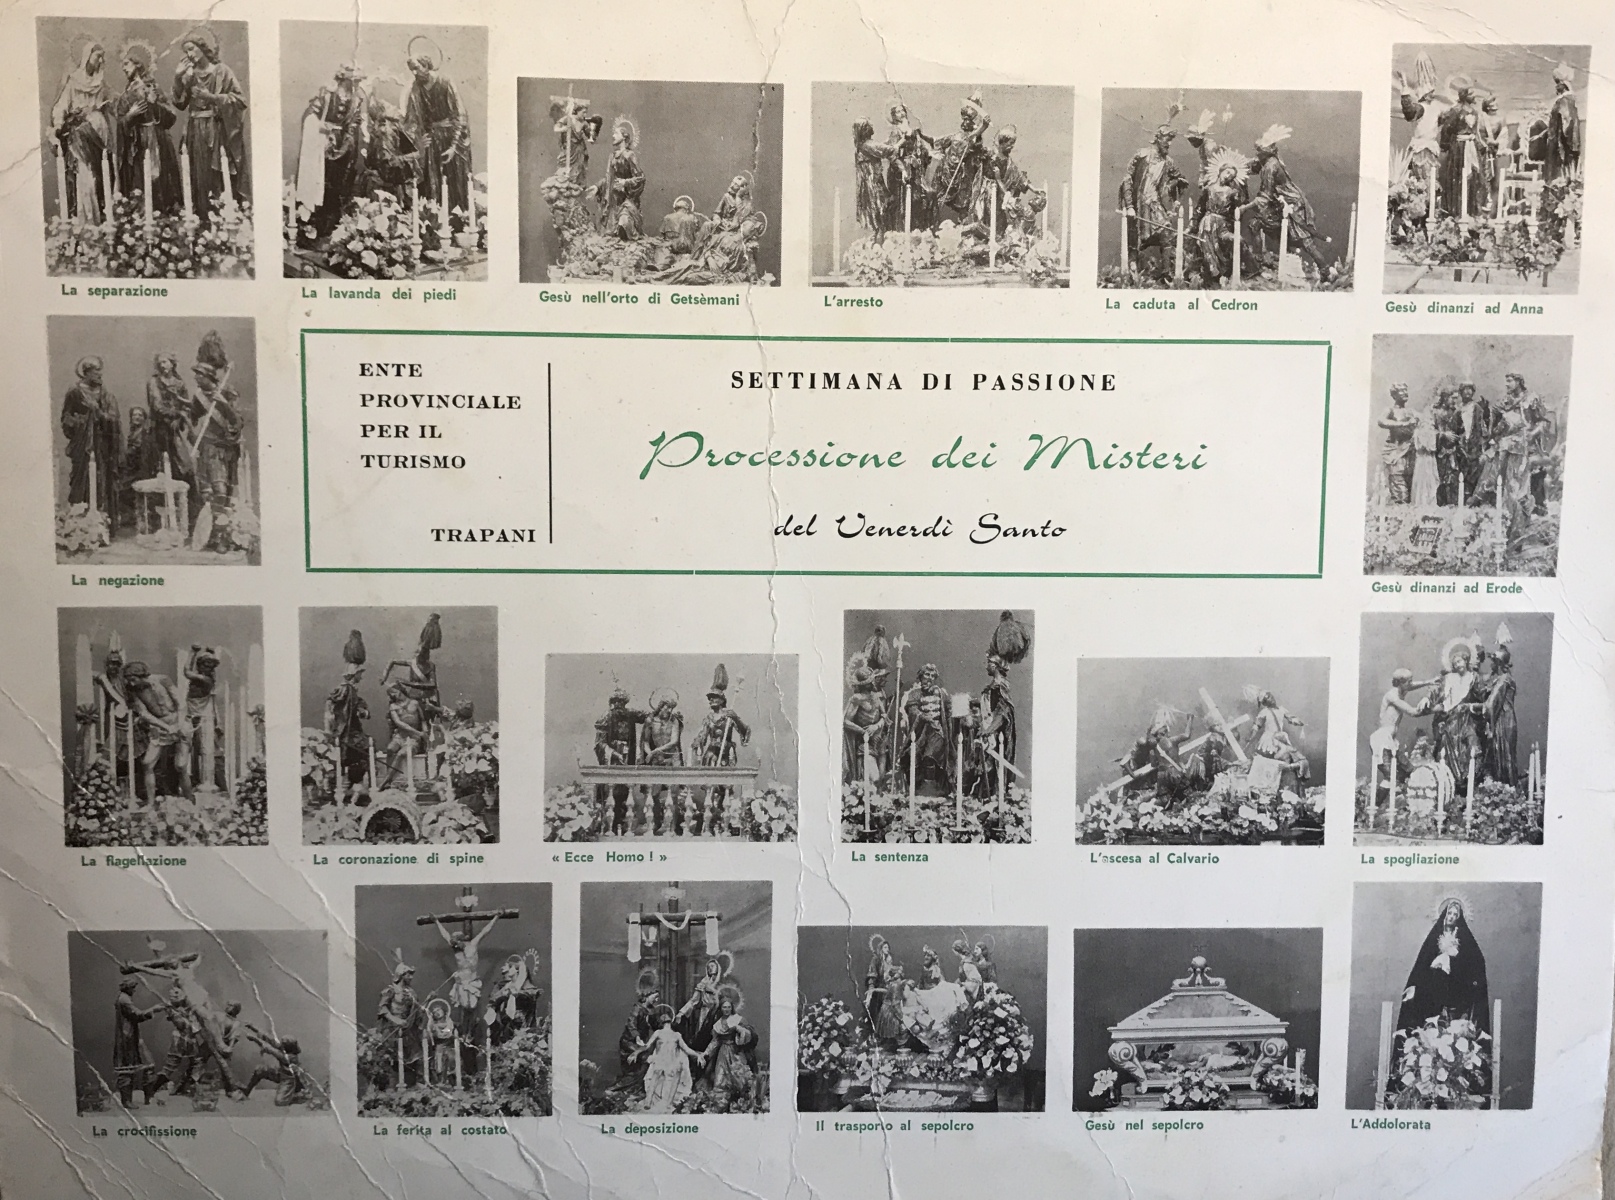 La separazione
La lavanda dei piedi
Gesù nell'orto di Getsèmani
L'arresto
La caduta al Cedron
Gesù dinanzi ad Anna
La negazione
ENTE
PROVINCIALE
PER IL
TURISMO
TRAPANI
SETTIMANA DI PASSIONE
Processione dei Misteri
del Venerdì Santo
Gesù dinanzi ad Erode
La flagellazione
La coronazione di spine
« Ecce Homo ! »
La sentenza
L'ascesa al Calvario
La spogliazione
La crocifissione
La ferita al costato
La deposizione
Il trasporto al sepolcro
Gesù nel sepolcro
L'Addolorata